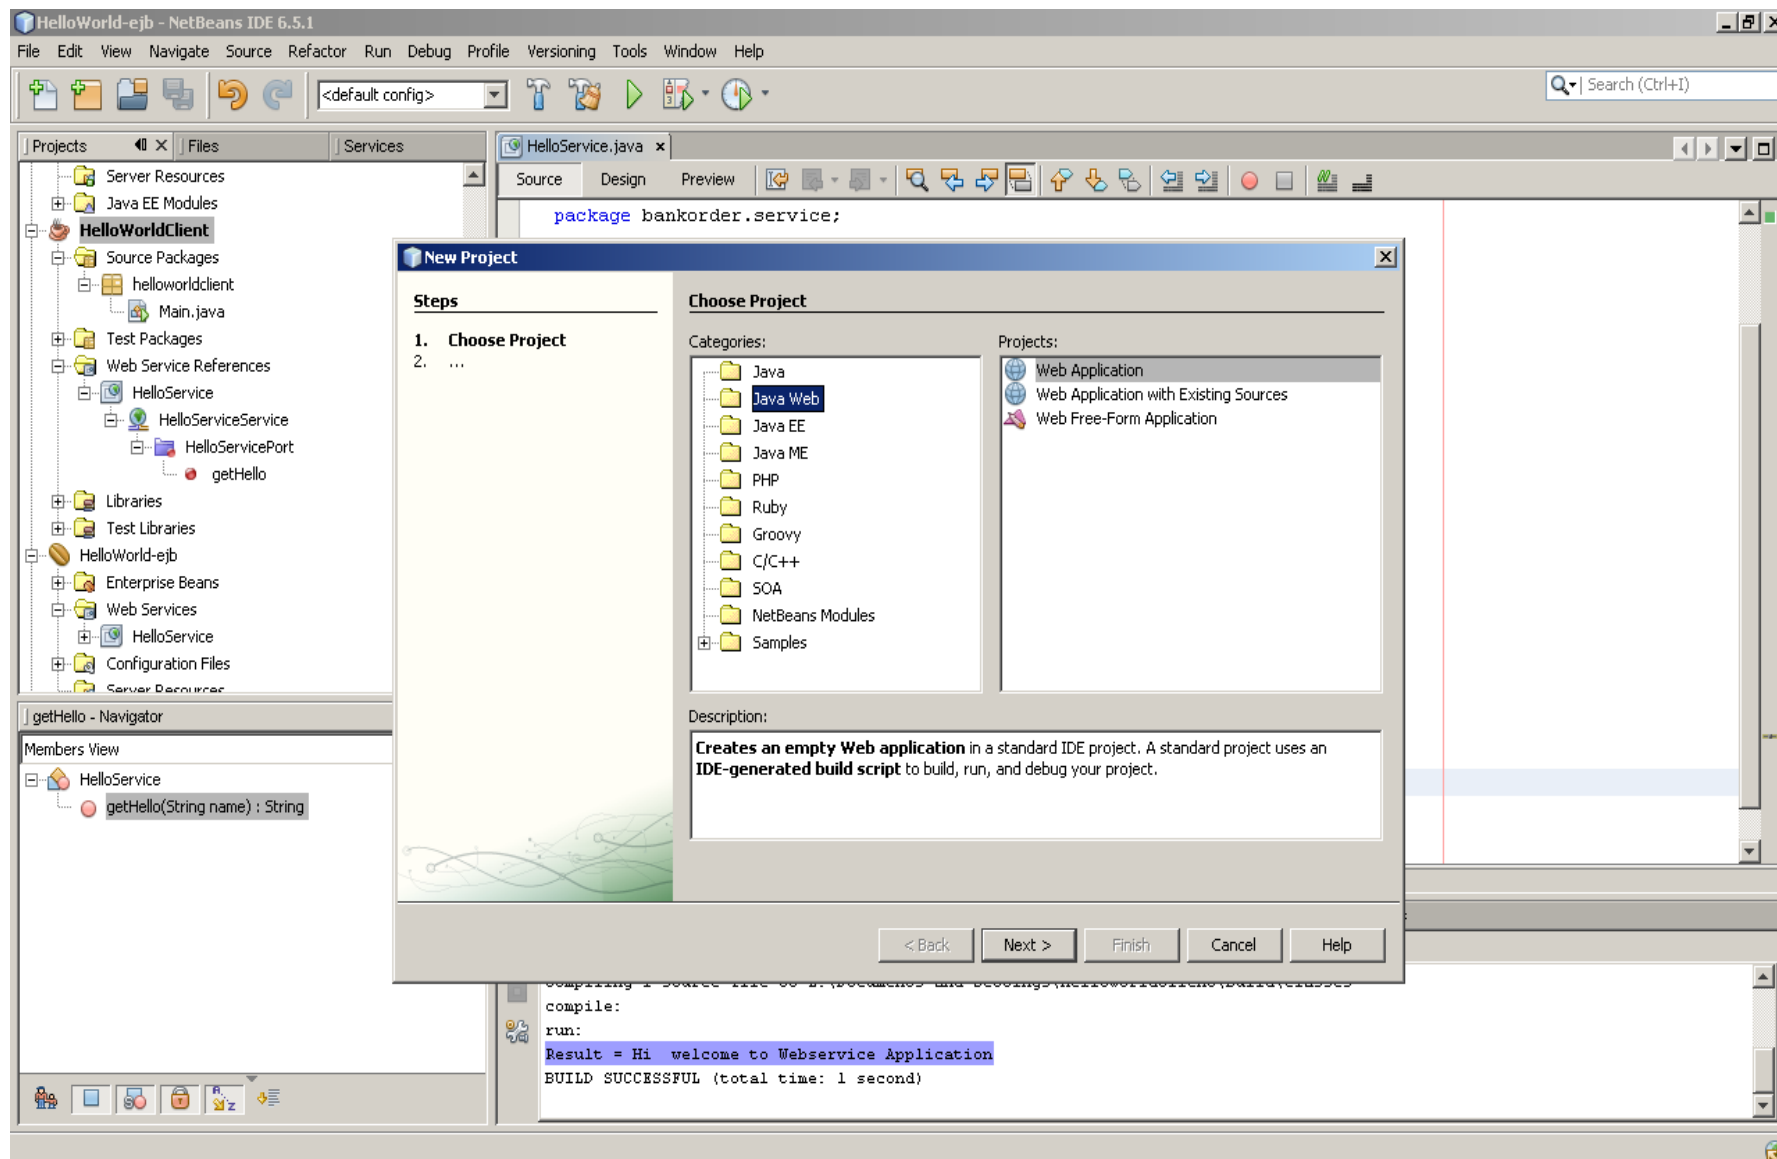 HelloWorld-ejb - NetBeans IDE 6.5.1
File Edit View Navigate Source Refactor Run Debug Profile Versioning Tools Window Help
<default config>
Search (Ctrl+I)
Projects
Files
Services
Server Resources
Java EE Modules
HelloWorldClient
Source Packages
helloworldclient
Main.java
Test Packages
Web Service References
HelloService
HelloServiceService
HelloServicePort
getHello
Libraries
Test Libraries
HelloWorld-ejb
Enterprise Beans
Web Services
HelloService
Configuration Files
Server Resources
getHello - Navigator
Members View
HelloService
getHello(String name) : String
HelloService.java
Source Design Preview
package bankorder.service;
New Project
Steps
1. Choose Project
2. ...
Choose Project
Categories:
Java
Java Web
Java EE
Java ME
PHP
Ruby
Groovy
C/C++
SOA
NetBeans Modules
Samples
Projects:
Web Application
Web Application with Existing Sources
Web Free-Form Application
Description:
Creates an empty Web application in a standard IDE project. A standard project uses an
IDE-generated build script to build, run, and debug your project.
< Back
Next >
Finish
Cancel
Help
compile:
run:
Result = Hi  welcome to Webservice Application
BUILD SUCCESSFUL (total time: 1 second)